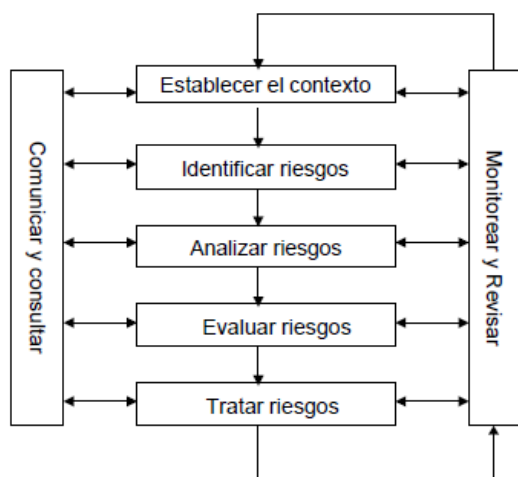 Establecer el contexto
Identificar riesgos
Analizar riesgos
Evaluar riesgos
Tratar riesgos
Comunicar y consultar
Monitorear y Revisar